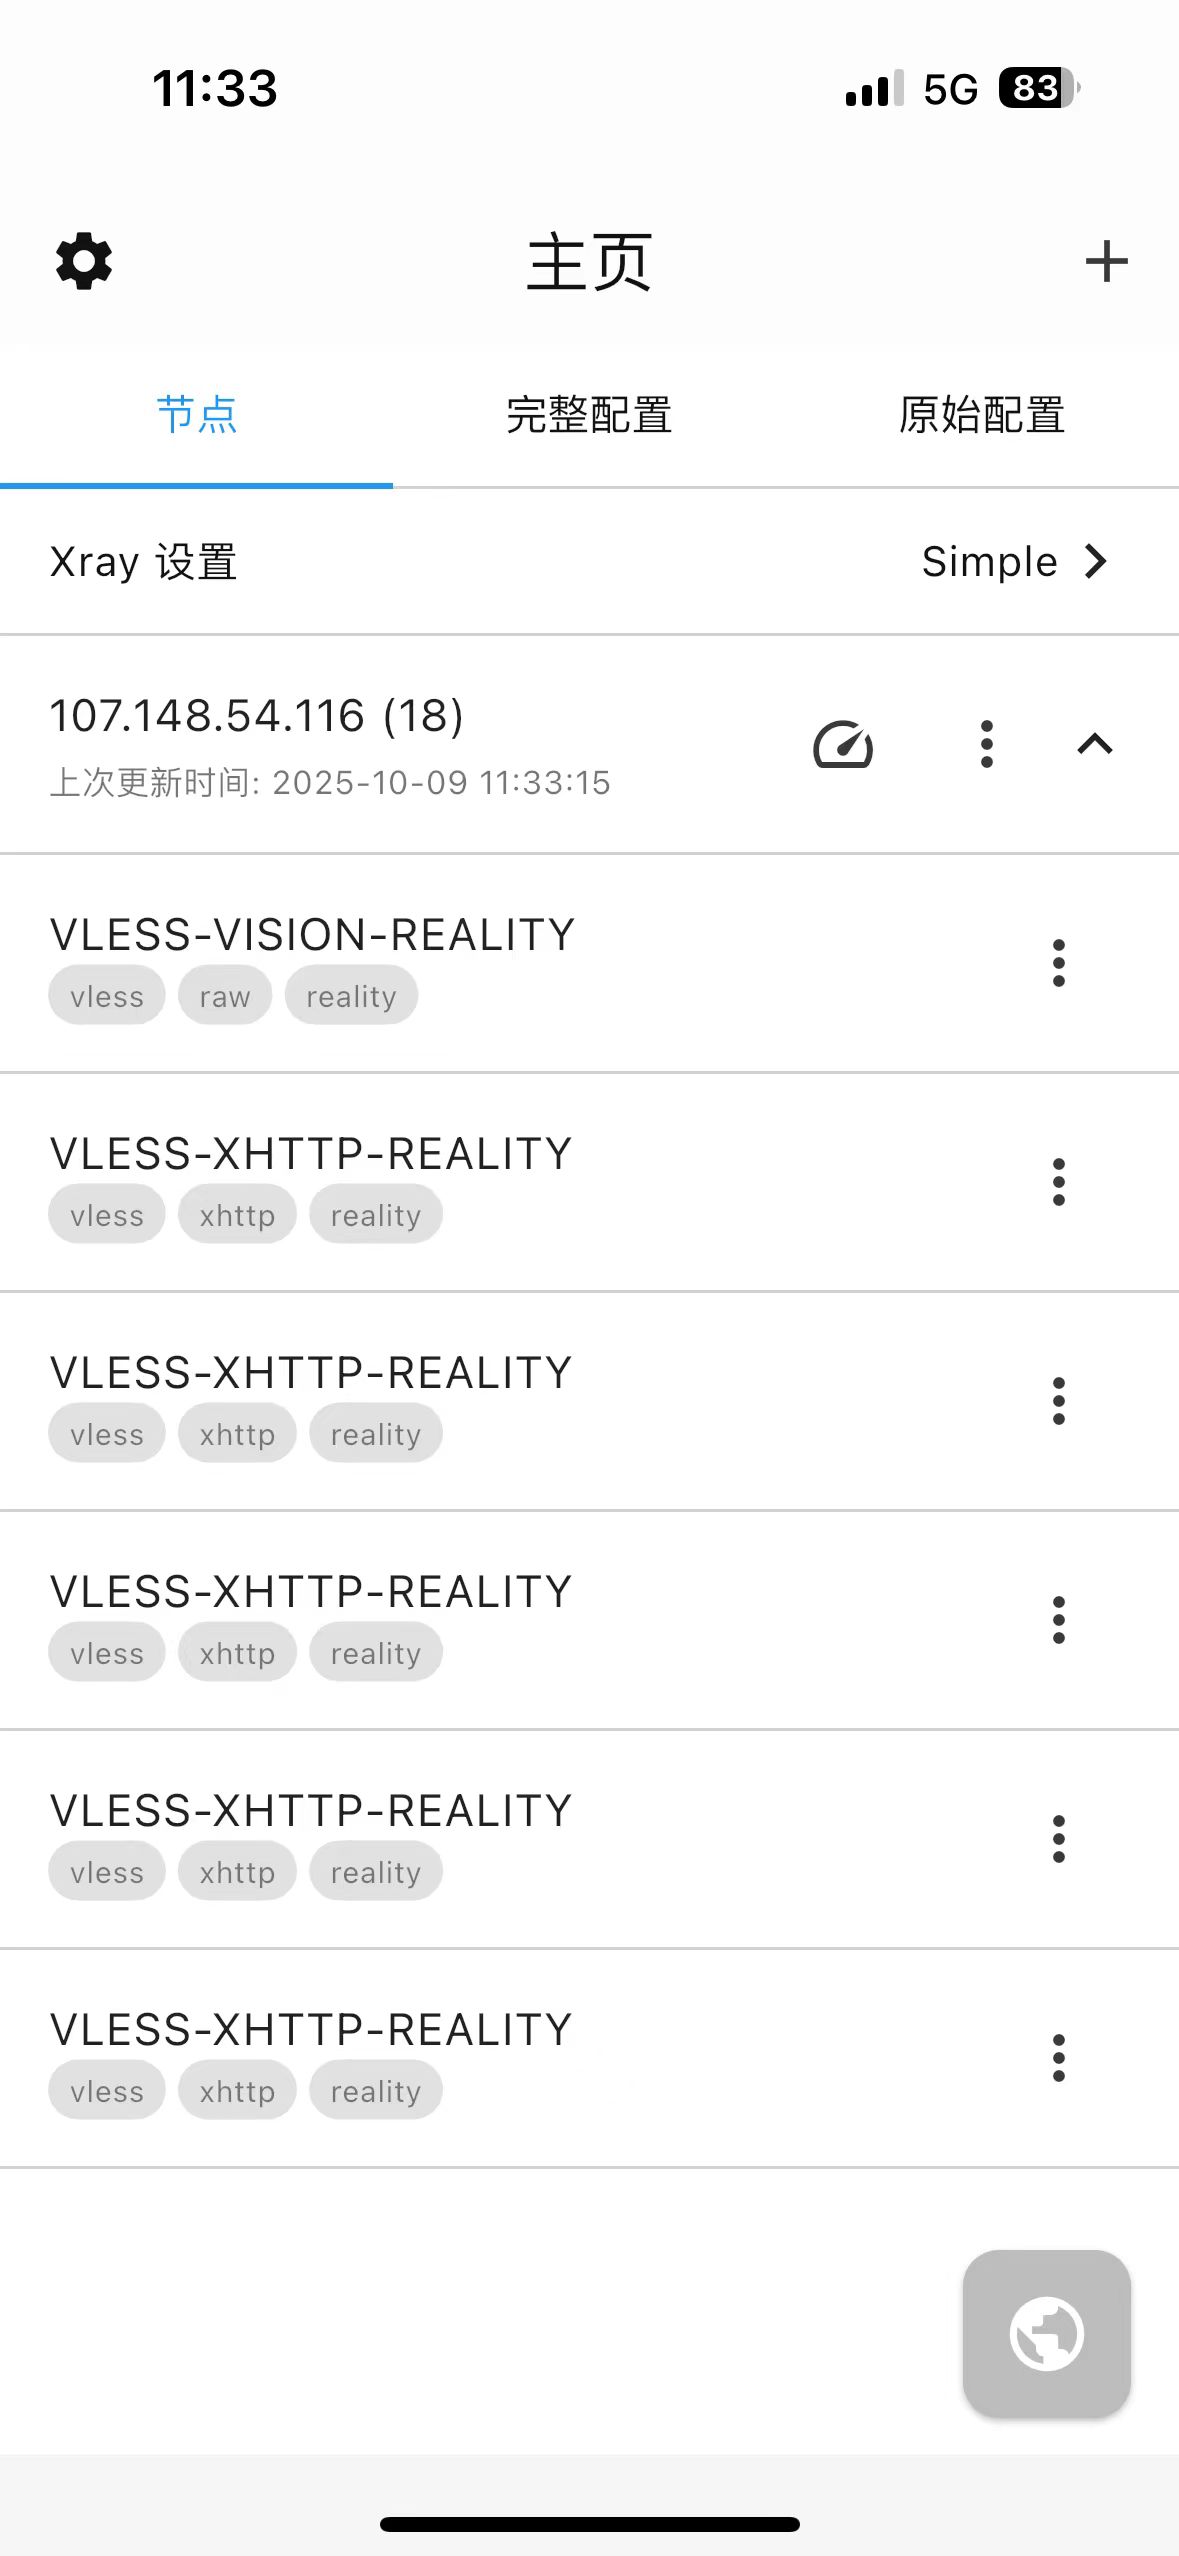 11:33 5G 83
主页
节点 完整配置 原始配置
Xray 设置 Simple
107.148.54.116 (18)
上次更新时间: 2025-10-09 11:33:15
VLESS-VISION-REALITY
vless raw reality
VLESS-XHTTP-REALITY
vless xhttp reality
VLESS-XHTTP-REALITY
vless xhttp reality
VLESS-XHTTP-REALITY
vless xhttp reality
VLESS-XHTTP-REALITY
vless xhttp reality
VLESS-XHTTP-REALITY
vless xhttp reality